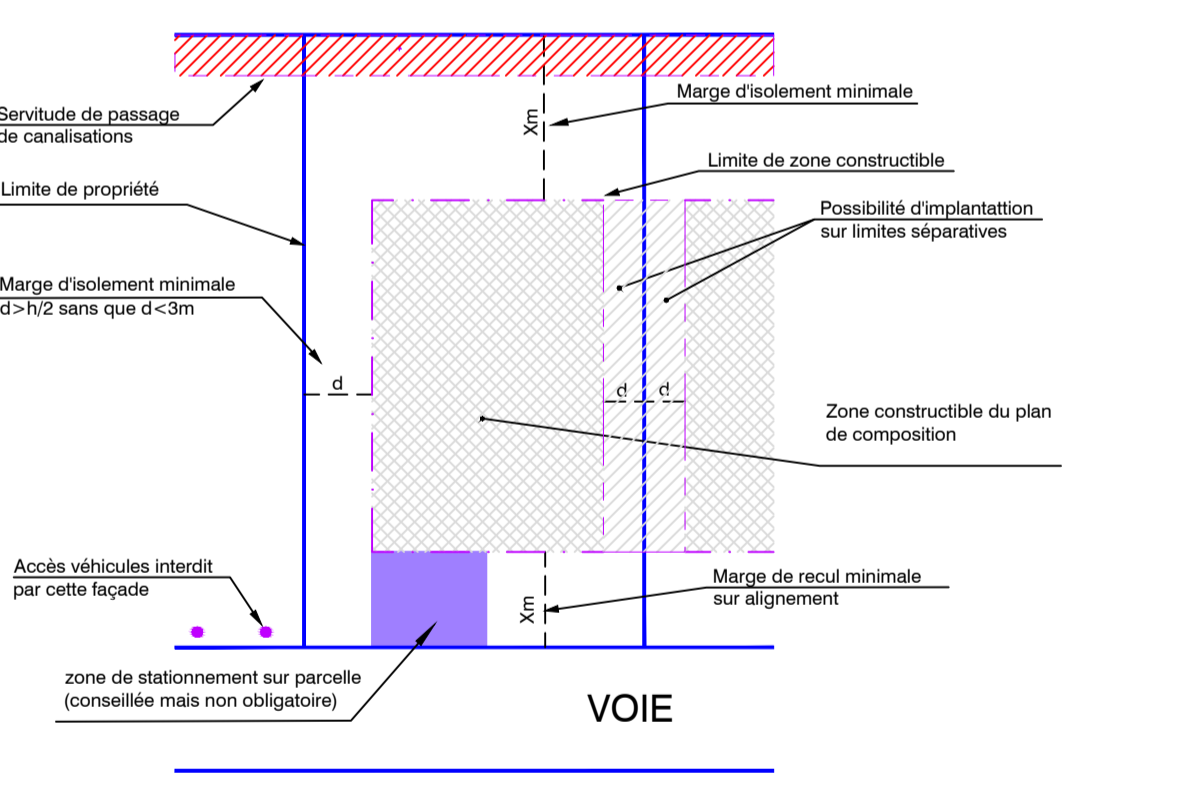 Marge d'isolement minimale
Xm
Servitude de passage
de canalisations
Limite de zone constructible
Limite de propriété
Possibilité d'implantattion
sur limites séparatives
Marge d'isolement minimale
d>h/2 sans que d<3m
d
d
d
Zone constructible du plan
de composition
Accès véhicules interdit
par cette façade
Xm
Marge de recul minimale
sur alignement
zone de stationnement sur parcelle
(conseillée mais non obligatoire)
VOIE